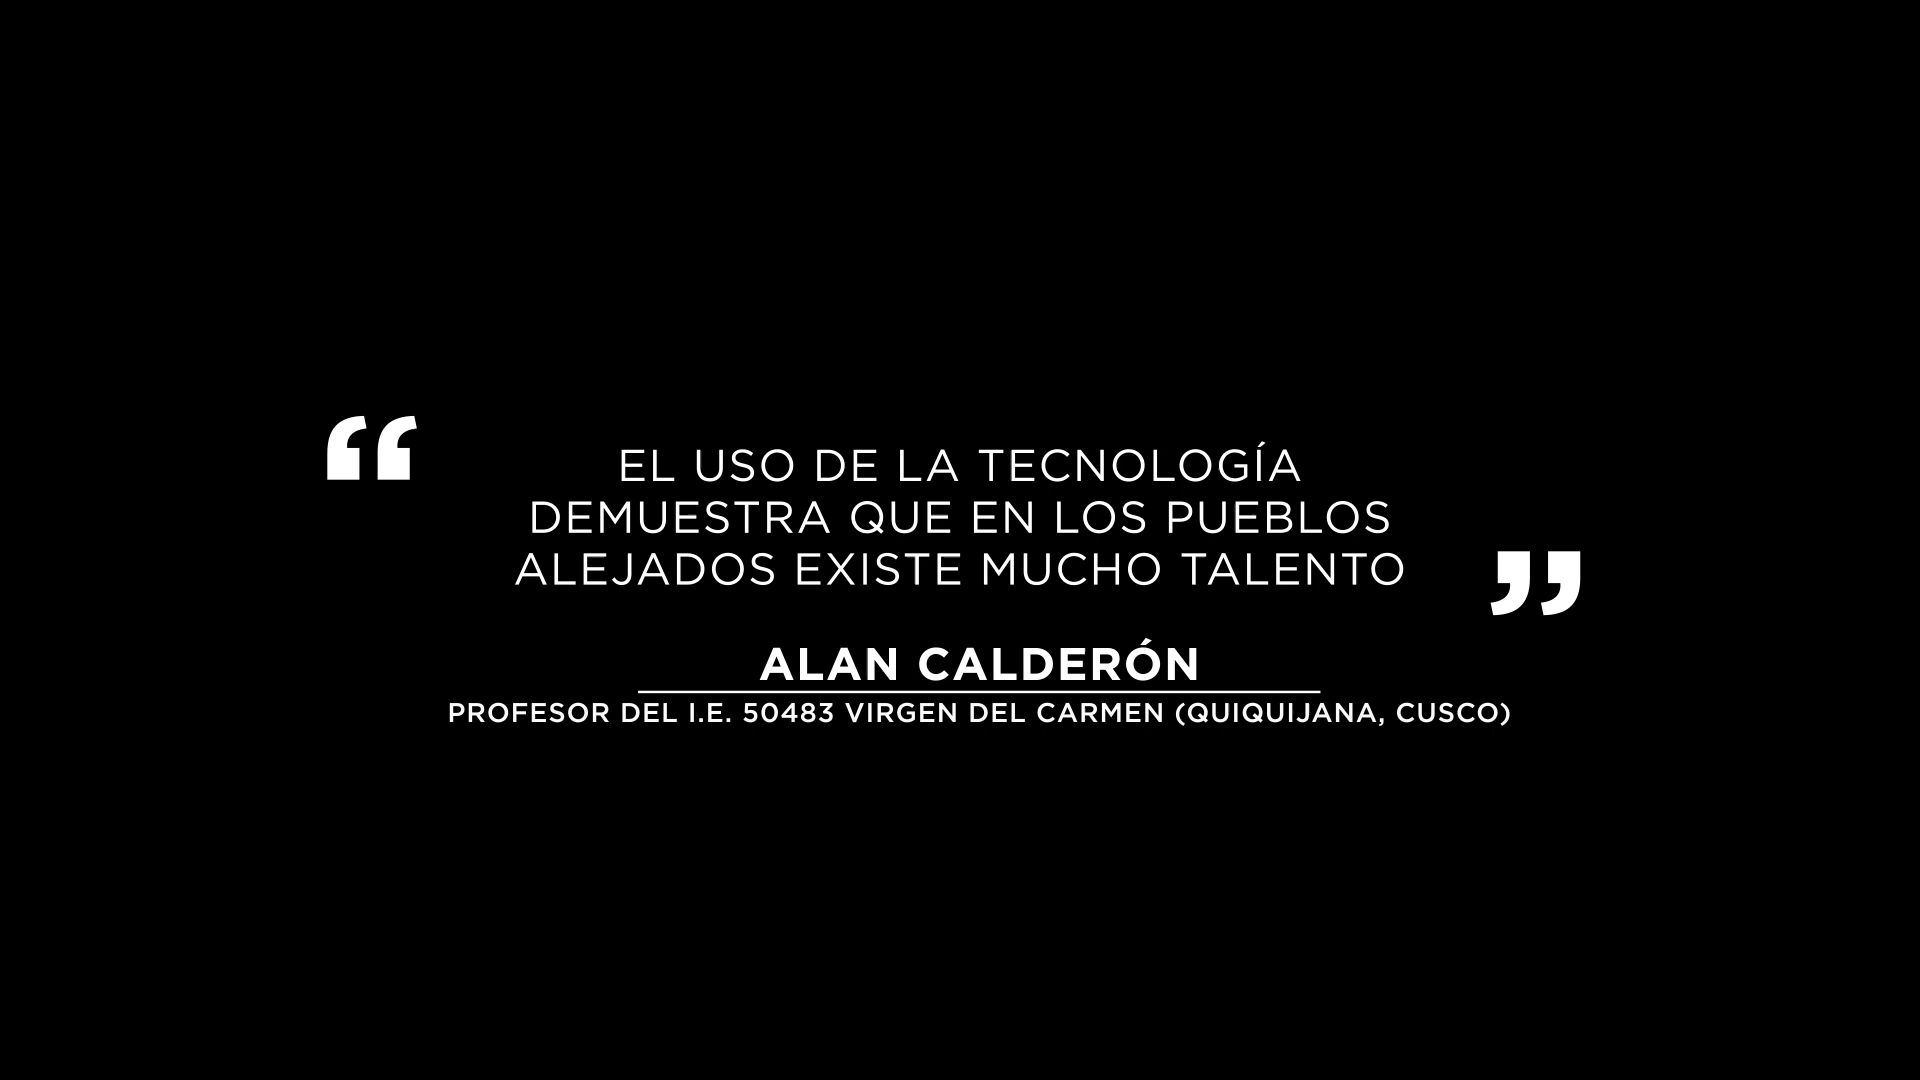 “
EL USO DE LA TECNOLOGÍA
DEMUESTRA QUE EN LOS PUEBLOS
ALEJADOS EXISTE MUCHO TALENTO
”
ALAN CALDERÓN
PROFESOR DEL I.E. 50483 VIRGEN DEL CARMEN (QUIQUIJANA, CUSCO)